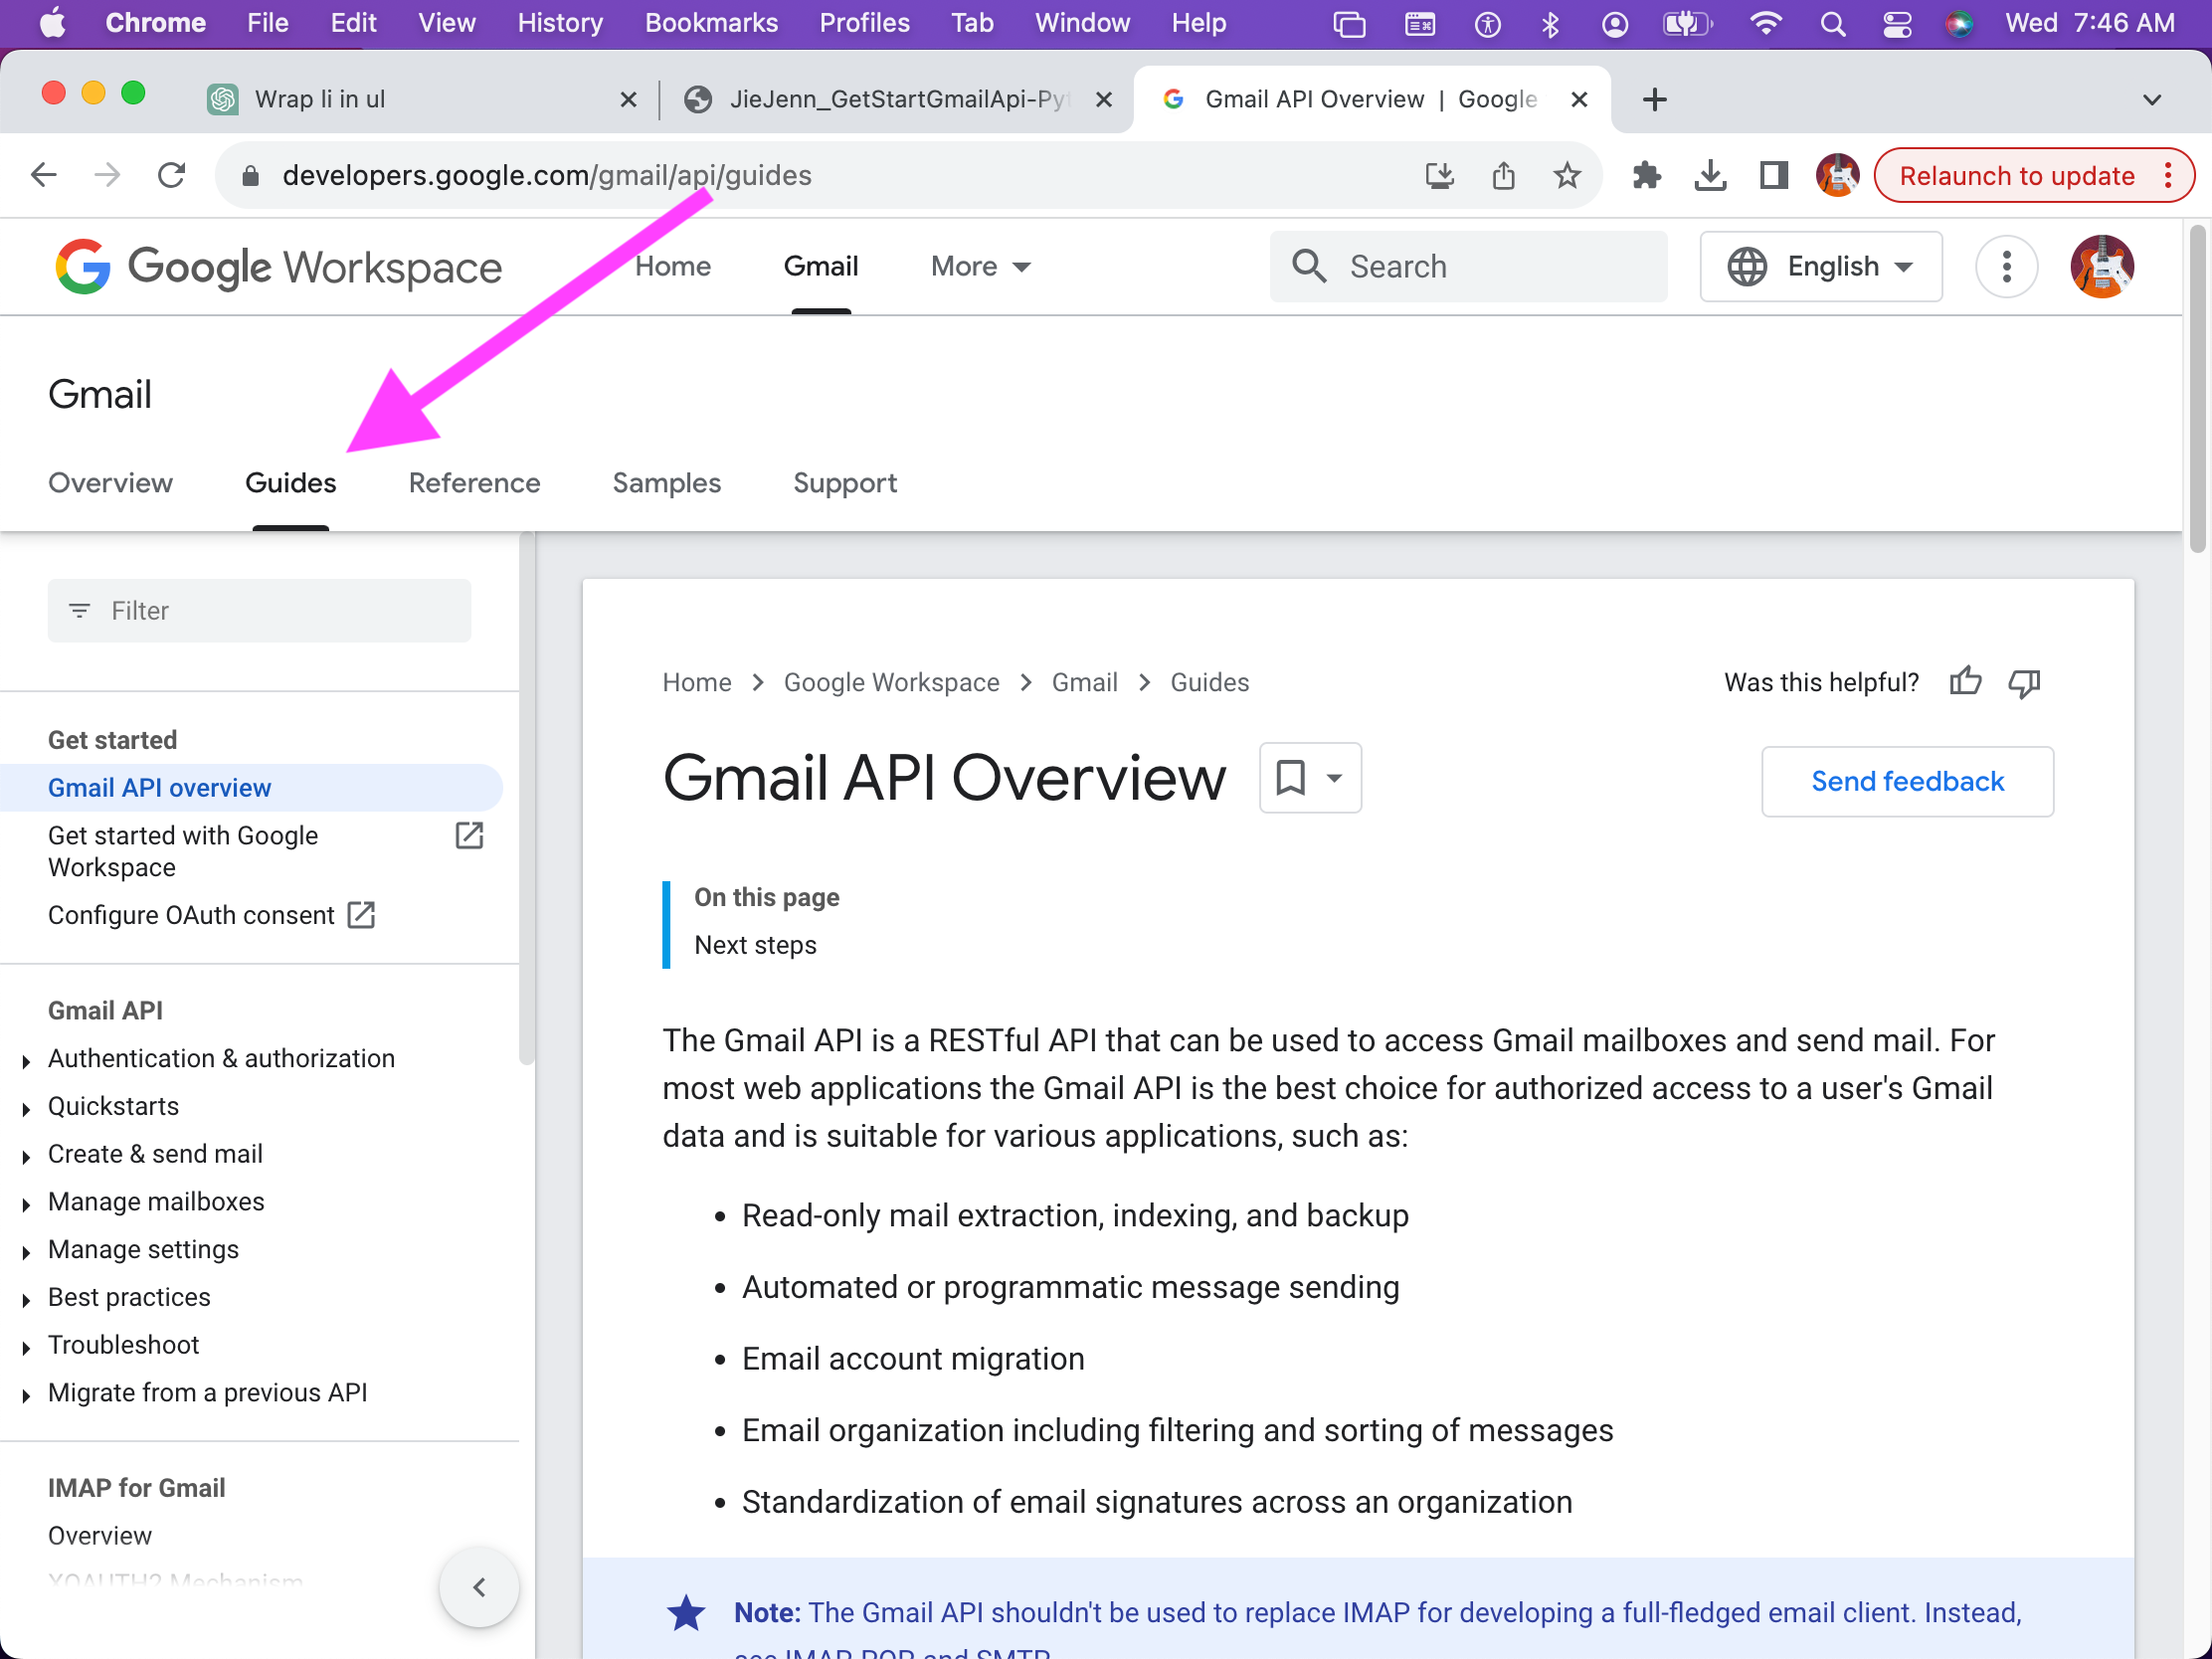 Chrome File Edit View History Bookmarks Profiles Tab Window Help Wed 7:46 AM
Wrap li in ul JieJenn_GetStartGmailApi-Py Gmail API Overview | Google
developers.google.com/gmail/api/guides Relaunch to update
Google Workspace Home Gmail More Search English
Gmail
Overview Guides Reference Samples Support
Filter
Get started
Gmail API overview
Get started with Google
Workspace
Configure OAuth consent
Gmail API
Authentication & authorization
Quickstarts
Create & send mail
Manage mailboxes
Manage settings
Best practices
Troubleshoot
Migrate from a previous API
IMAP for Gmail
Overview
XOAUTH2 Mechanism
Home > Google Workspace > Gmail > Guides Was this helpful?
Gmail API Overview
Send feedback
On this page
Next steps
The Gmail API is a RESTful API that can be used to access Gmail mailboxes and send mail. For
most web applications the Gmail API is the best choice for authorized access to a user's Gmail
data and is suitable for various applications, such as:
• Read-only mail extraction, indexing, and backup
• Automated or programmatic message sending
• Email account migration
• Email organization including filtering and sorting of messages
• Standardization of email signatures across an organization
Note: The Gmail API shouldn't be used to replace IMAP for developing a full-fledged email client. Instead,
see IMAP, POP, and SMTP.